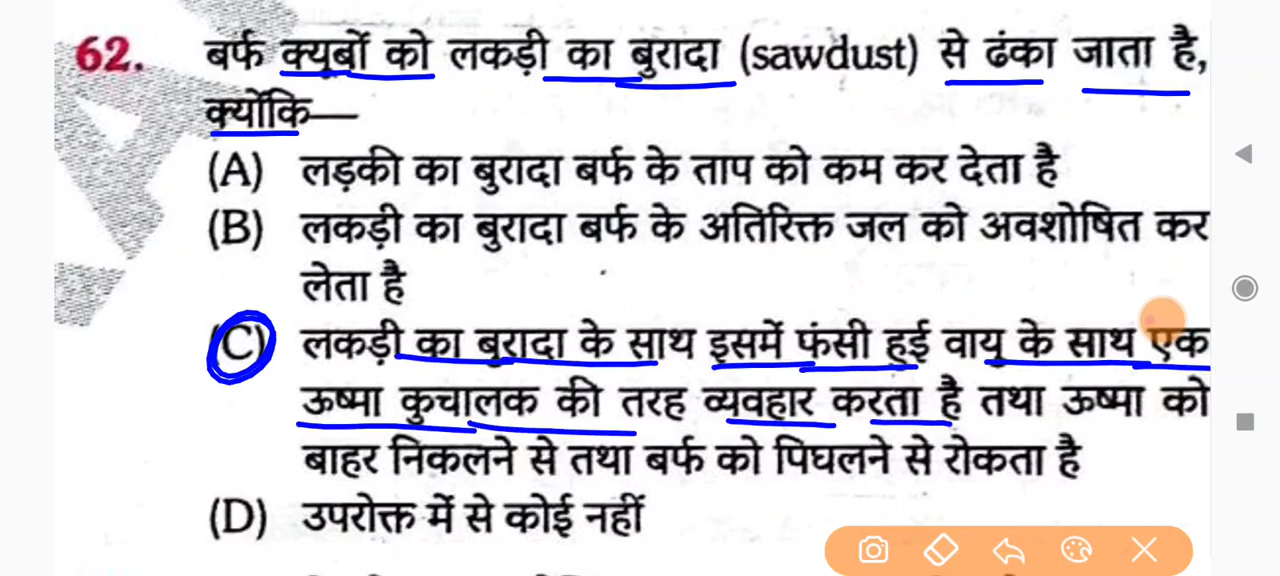 62. बर्फ क्यूबों को लकड़ी का बुरादा (sawdust) से ढंका जाता है,
क्योंकि—
(A) लड़की का बुरादा बर्फ के ताप को कम कर देता है
(B) लकड़ी का बुरादा बर्फ के अतिरिक्त जल को अवशोषित कर
लेता है
(C) लकड़ी का बुरादा के साथ इसमें फंसी हुई वायु के साथ एक
ऊष्मा कुचालक की तरह व्यवहार करता है तथा ऊष्मा को
बाहर निकलने से तथा बर्फ को पिघलने से रोकता है
(D) उपरोक्त में से कोई नहीं